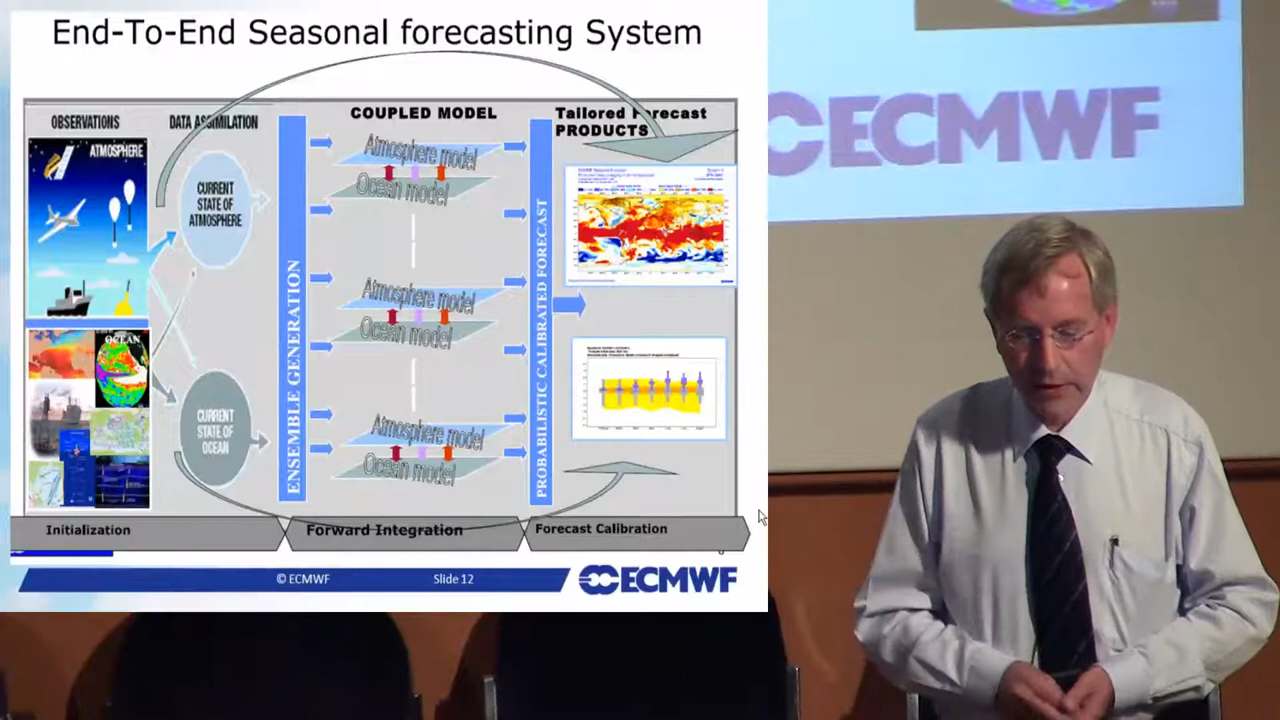 End-To-End Seasonal forecasting System
OBSERVATIONS
DATA ASSIMILATION
COUPLED MODEL
Tailored Forecast
PRODUCTS
ATMOSPHERE
CURRENT
STATE OF
ATMOSPHERE
OCEAN
CURRENT
STATE OF
OCEAN
ENSEMBLE GENERATION
Atmosphere model
Ocean model
Atmosphere model
Ocean model
Atmosphere model
Ocean model
PROBABILISTIC CALIBRATED FORECAST
Initialization
Forward Integration
Forecast Calibration
© ECMWF
Slide 12
ECMWF
ECMWF